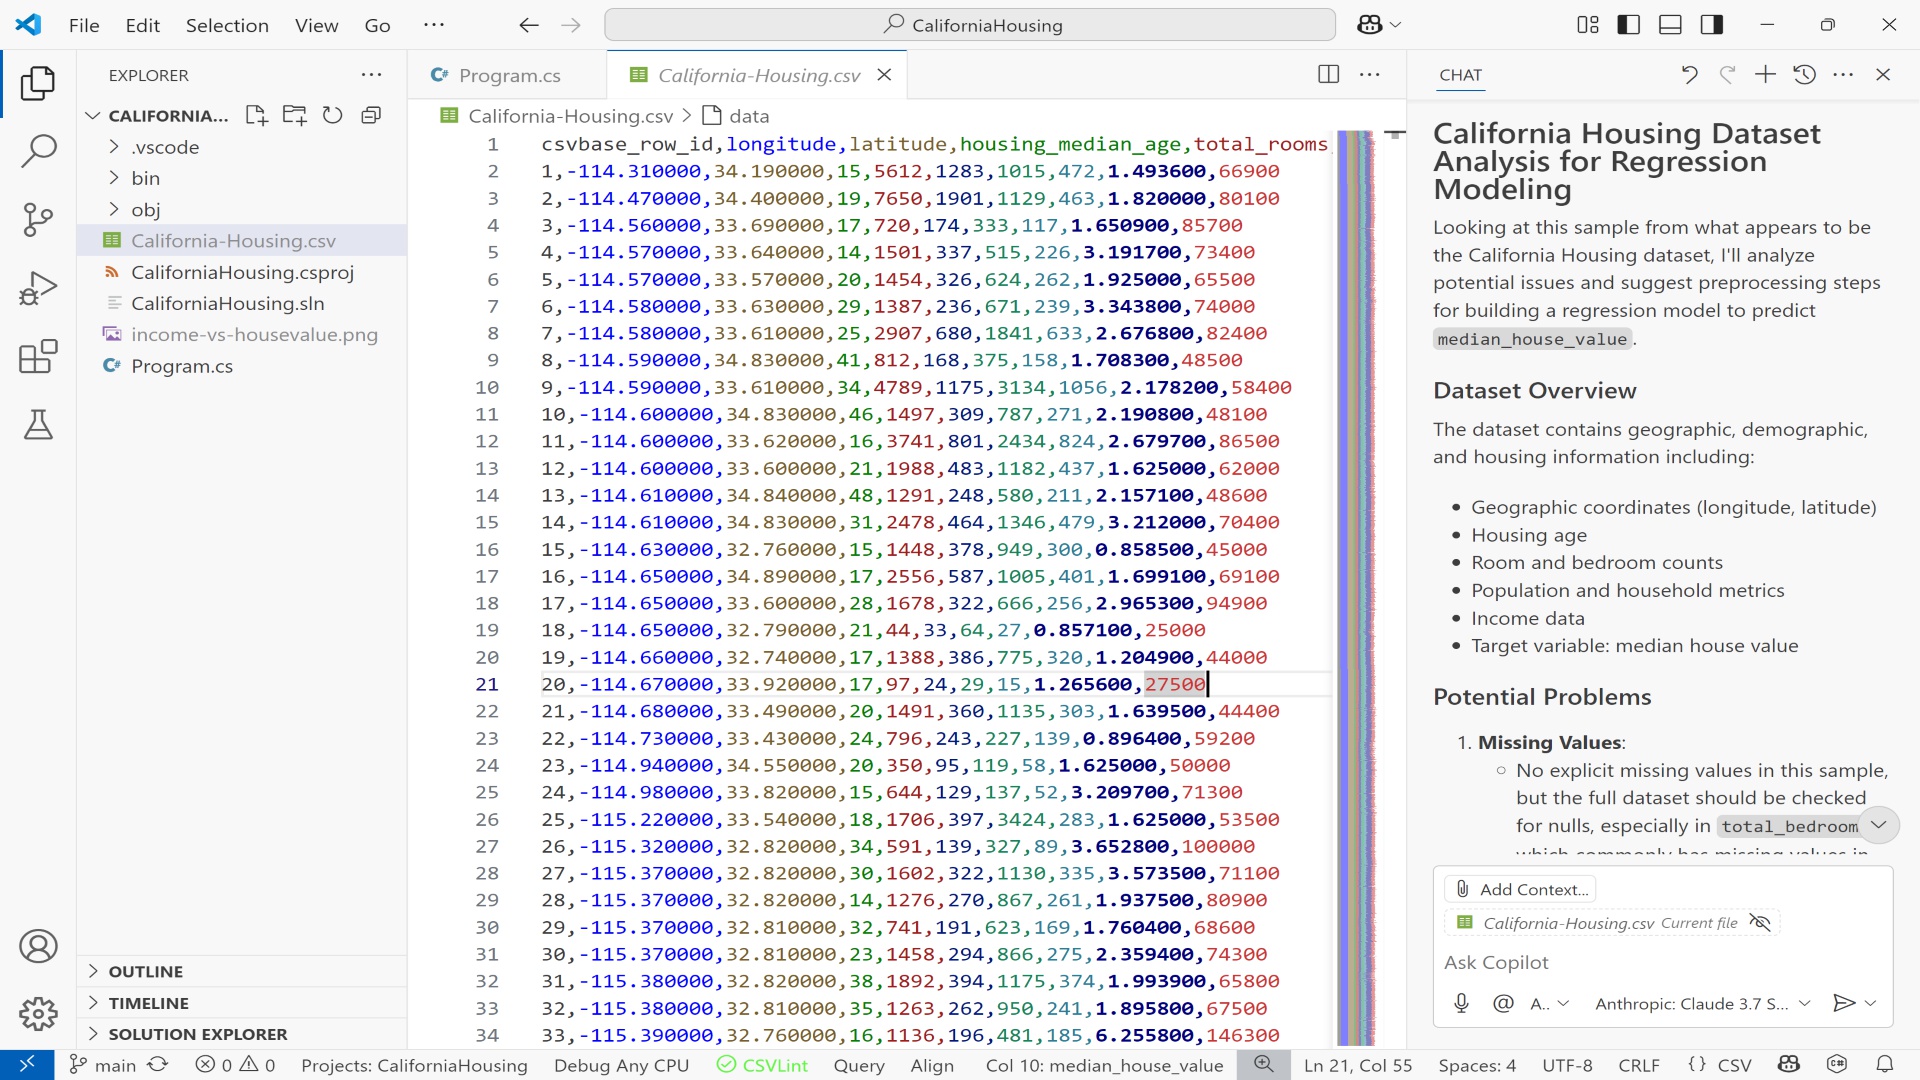 File Edit Selection View Go ···
CaliforniaHousing
EXPLORER
CALIFORNIA...
.vscode
bin
obj
California-Housing.csv
CaliforniaHousing.csproj
CaliforniaHousing.sln
income-vs-housevalue.png
Program.cs
OUTLINE
TIMELINE
SOLUTION EXPLORER
Program.cs
California-Housing.csv
California-Housing.csv > data
1 csvbase_row_id,longitude,latitude,housing_median_age,total_rooms
2 1,-114.310000,34.190000,15,5612,1283,1015,472,1.493600,66900
3 2,-114.470000,34.400000,19,7650,1901,1129,463,1.820000,80100
4 3,-114.560000,33.690000,17,720,174,333,117,1.650900,85700
5 4,-114.570000,33.640000,14,1501,337,515,226,3.191700,73400
6 5,-114.570000,33.570000,20,1454,326,624,262,1.925000,65500
7 6,-114.580000,33.630000,29,1387,236,671,239,3.343800,74000
8 7,-114.580000,33.610000,25,2907,680,1841,633,2.676800,82400
9 8,-114.590000,34.830000,41,812,168,375,158,1.708300,48500
10 9,-114.590000,33.610000,34,4789,1175,3134,1056,2.178200,58400
11 10,-114.600000,34.830000,46,1497,309,787,271,2.190800,48100
12 11,-114.600000,33.620000,16,3741,801,2434,824,2.679700,86500
13 12,-114.600000,33.600000,21,1988,483,1182,437,1.625000,62000
14 13,-114.610000,34.840000,48,1291,248,580,211,2.157100,48600
15 14,-114.610000,34.830000,31,2478,464,1346,479,3.212000,70400
16 15,-114.630000,32.760000,15,1448,378,949,300,0.858500,45000
17 16,-114.650000,34.890000,17,2556,587,1005,401,1.699100,69100
18 17,-114.650000,33.600000,28,1678,322,666,256,2.965300,94900
19 18,-114.650000,32.790000,21,44,33,64,27,0.857100,25000
20 19,-114.660000,32.740000,17,1388,386,775,320,1.204900,44000
21 20,-114.670000,33.920000,17,97,24,29,15,1.265600,27500
22 21,-114.680000,33.490000,20,1491,360,1135,303,1.639500,44400
23 22,-114.730000,33.430000,24,796,243,227,139,0.896400,59200
24 23,-114.940000,34.550000,20,350,95,119,58,1.625000,50000
25 24,-114.980000,33.820000,15,644,129,137,52,3.209700,71300
26 25,-115.220000,33.540000,18,1706,397,3424,283,1.625000,53500
27 26,-115.320000,32.820000,34,591,139,327,89,3.652800,100000
28 27,-115.370000,32.820000,30,1602,322,1130,335,3.573500,71100
29 28,-115.370000,32.820000,14,1276,270,867,261,1.937500,80900
30 29,-115.370000,32.810000,32,741,191,623,169,1.760400,68600
31 30,-115.370000,32.810000,23,1458,294,866,275,2.359400,74300
32 31,-115.380000,32.820000,38,1892,394,1175,374,1.993900,65800
33 32,-115.380000,32.810000,35,1263,262,950,241,1.895800,67500
34 33,-115.390000,32.760000,16,1136,196,481,185,6.255800,146300
CHAT
California Housing Dataset
Analysis for Regression
Modeling
Looking at this sample from what appears to be
the California Housing dataset, I'll analyze
potential issues and suggest preprocessing steps
for building a regression model to predict
median_house_value.
Dataset Overview
The dataset contains geographic, demographic,
and housing information including:
• Geographic coordinates (longitude, latitude)
• Housing age
• Room and bedroom counts
• Population and household metrics
• Income data
• Target variable: median house value
Potential Problems
1. Missing Values:
○ No explicit missing values in this sample,
but the full dataset should be checked
for nulls, especially in total_bedroom
which commonly has missing values in
Add Context...
California-Housing.csv Current file
Ask Copilot
@ A.. Anthropic: Claude 3.7 S...
main 0 0 Projects: CaliforniaHousing Debug Any CPU CSVLint Query Align Col 10: median_house_value Ln 21, Col 55 Spaces: 4 UTF-8 CRLF {} CSV